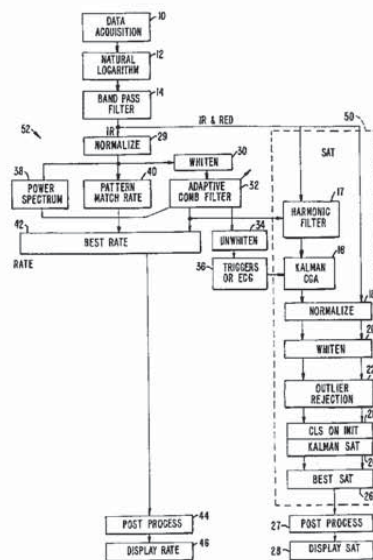 10
DATA
ACQUISITION
12
NATURAL
LOGARITHM
14
BAND PASS
FILTER
50
52
IR
IR & RED
29
NORMALIZE
SAT
30
WHITEN
38
POWER
SPECTRUM
40
PATTERN
MATCH RATE
32
ADAPTIVE
COMB FILTER
17
HARMONIC
FILTER
42
BEST RATE
34
UNWHITEN
RATE
36
TRIGGERS
OR ECG
16
KALMAN
CGA
NORMALIZE
WHITEN
OUTLIER
REJECTION
CLS ON INIT
KALMAN SAT
BEST SAT
26
44
POST PROCESS
27
POST PROCESS
46
DISPLAY RATE
28
DISPLAY SAT